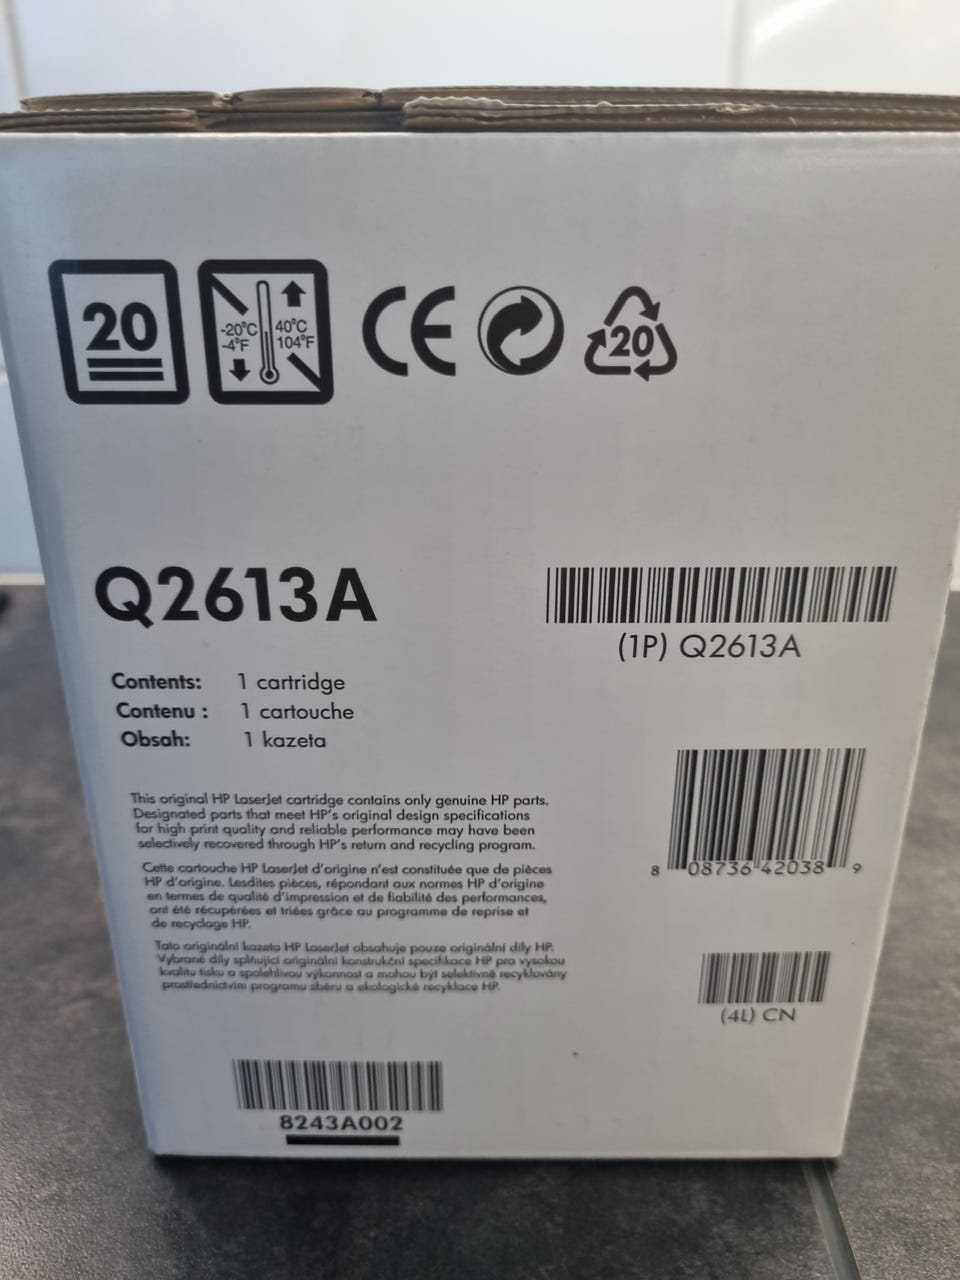 20
-20°C
-4°F
40°C
104°F
CE
20
Q2613A
(1P) Q2613A
Contents: 1 cartridge
Contenu : 1 cartouche
Obsah: 1 kazeta
This original HP LaserJet cartridge contains only genuine HP parts.
Designated parts that meet HP's original design specifications
for high print quality and reliable performance may have been
selectively recovered through HP's return and recycling program.
8 08736 42038 9
Cette cartouche HP LaserJet d'origine n'est constituée que de pièces
HP d'origine. Lesdites pièces, répondant aux normes HP d'origine
en termes de qualité d'impression et de fiabilité des performances,
ont été récupérées et triées grâce au programme de reprise et
de recyclage HP.
Tato originální kazeta HP LaserJet obsahuje pouze originální díly HP.
Vybrané díly splňující originální konstrukční specifikace HP pro vysokou
kvalitu tisku a spolehlivou výkonnost a mohou být selektivně recyklovány
prostřednictvím programu sběru a ekologické recyklace HP.
(4L) CN
8243A002